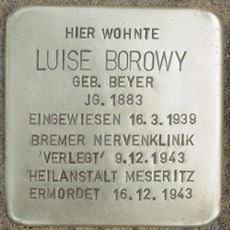 HIER WOHNTE
LUISE BOROWY
GEB. BEYER
JG. 1883
EINGEWIESEN 16.3.1939
BREMER NERVENKLINIK
'VERLEGT' 9.12.1943
HEILANSTALT MESERITZ
ERMORDET 16.12.1943